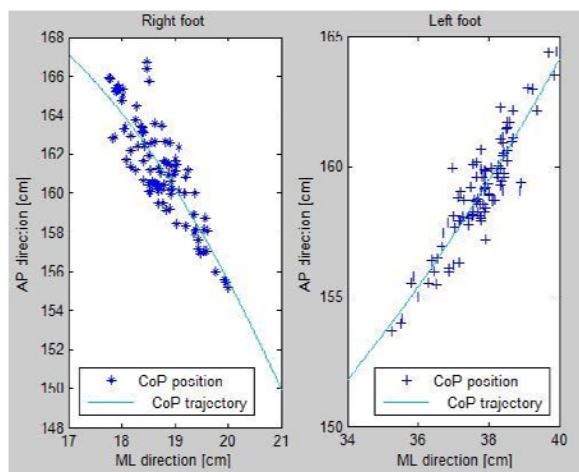 Right foot
168
166
164
162
160
158
156
154
152
150
148
17
18
19
20
21
AP direction [cm]
ML direction [cm]
CoP position
CoP trajectory
Left foot
165
160
155
150
34
36
38
40
AP direction [cm]
ML direction [cm]
CoP position
CoP trajectory